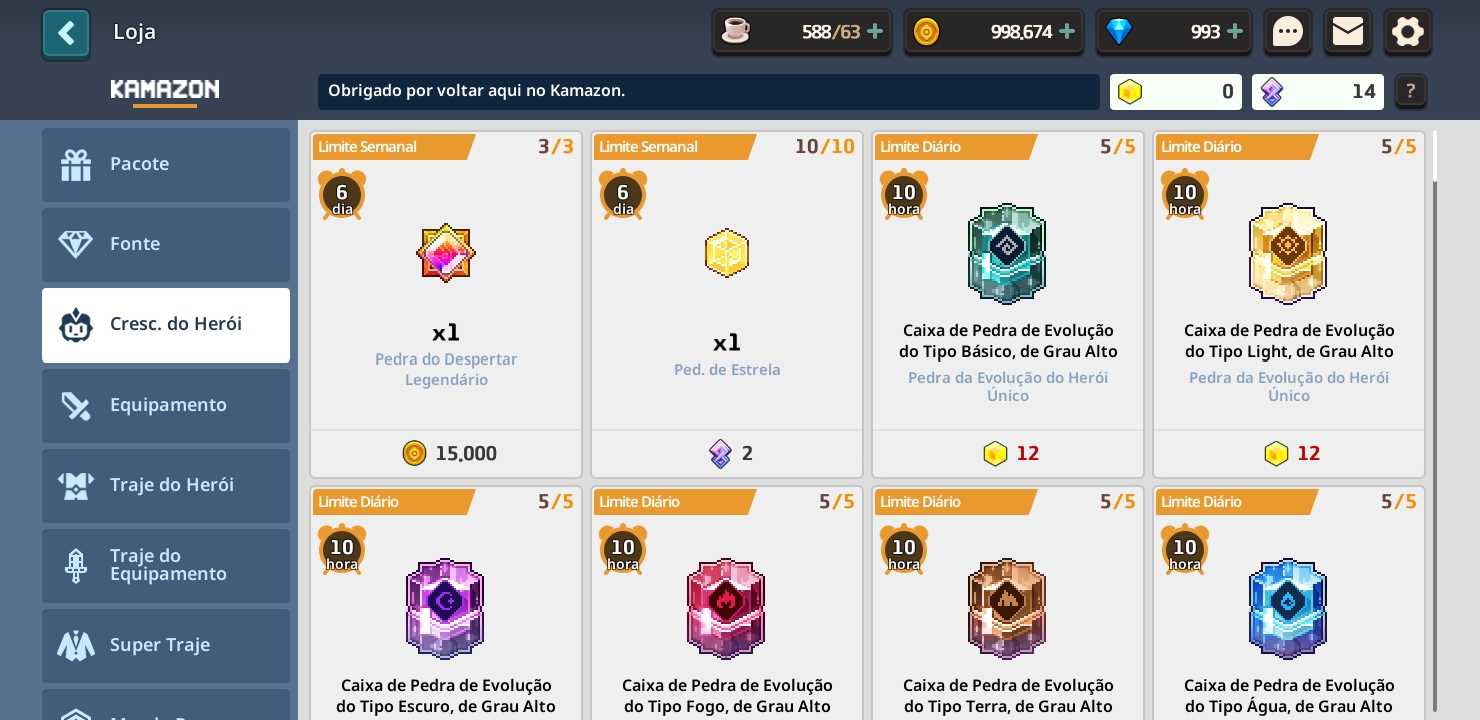 Loja
588/63
998,674
993
KAMAZON
Obrigado por voltar aqui no Kamazon.
0
14
?
Pacote
Fonte
Cresc. do Herói
Equipamento
Traje do Herói
Traje do
Equipamento
Super Traje
Limite Semanal 3/3
6
dia
x1
Pedra do Despertar
Legendário
15,000
Limite Semanal 10/10
6
dia
x1
Ped. de Estrela
2
Limite Diário 5/5
10
hora
Caixa de Pedra de Evolução
do Tipo Básico, de Grau Alto
Pedra da Evolução do Herói
Único
12
Limite Diário 5/5
10
hora
Caixa de Pedra de Evolução
do Tipo Light, de Grau Alto
Pedra da Evolução do Herói
Único
12
Limite Diário 5/5
10
hora
Caixa de Pedra de Evolução
do Tipo Escuro, de Grau Alto
Limite Diário 5/5
10
hora
Caixa de Pedra de Evolução
do Tipo Fogo, de Grau Alto
Limite Diário 5/5
10
hora
Caixa de Pedra de Evolução
do Tipo Terra, de Grau Alto
Limite Diário 5/5
10
hora
Caixa de Pedra de Evolução
do Tipo Água, de Grau Alto